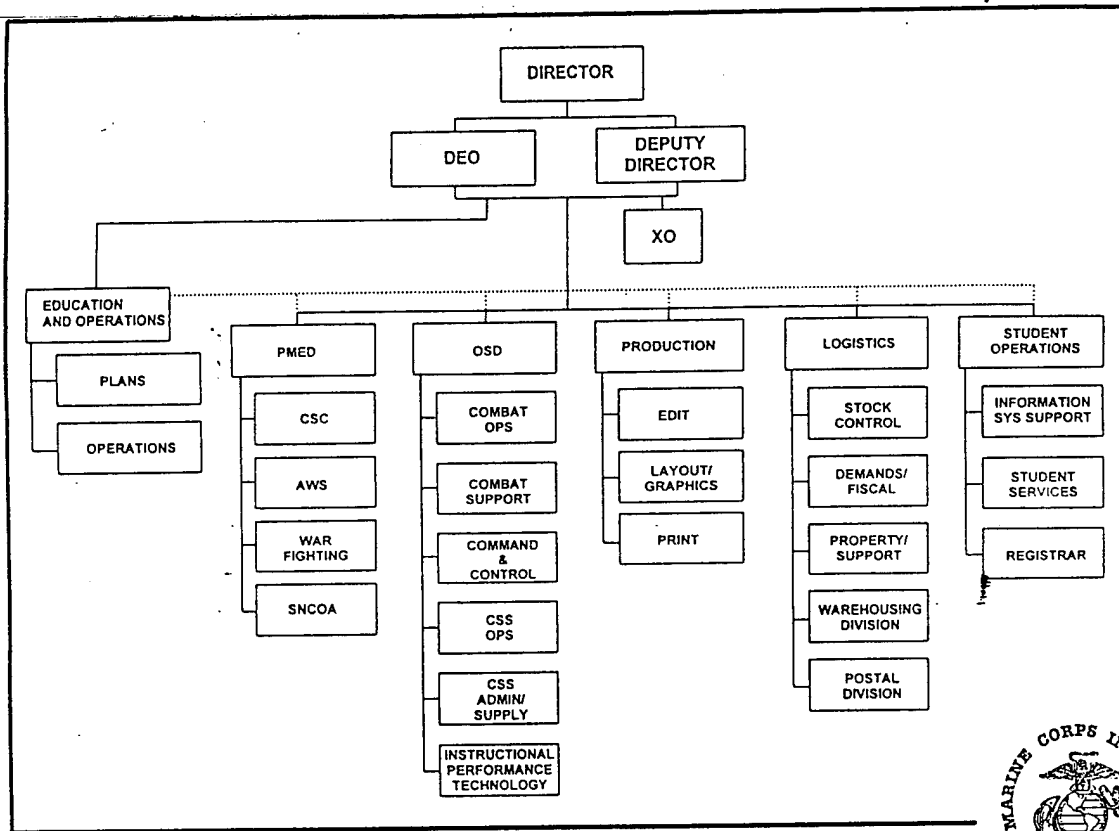 DIRECTOR
DEO
DEPUTY
DIRECTOR
XO
EDUCATION
AND OPERATIONS
PLANS
OPERATIONS
PMED
CSC
AWS
WAR
FIGHTING
SNCOA
OSD
COMBAT
OPS
COMBAT
SUPPORT
COMMAND
&
CONTROL
CSS
OPS
CSS
ADMIN/
SUPPLY
INSTRUCTIONAL
PERFORMANCE
TECHNOLOGY
PRODUCTION
EDIT
LAYOUT/
GRAPHICS
PRINT
LOGISTICS
STOCK
CONTROL
DEMANDS/
FISCAL
PROPERTY/
SUPPORT
WAREHOUSING
DIVISION
POSTAL
DIVISION
STUDENT
OPERATIONS
INFORMATION
SYS SUPPORT
STUDENT
SERVICES
REGISTRAR
MARINE CORPS